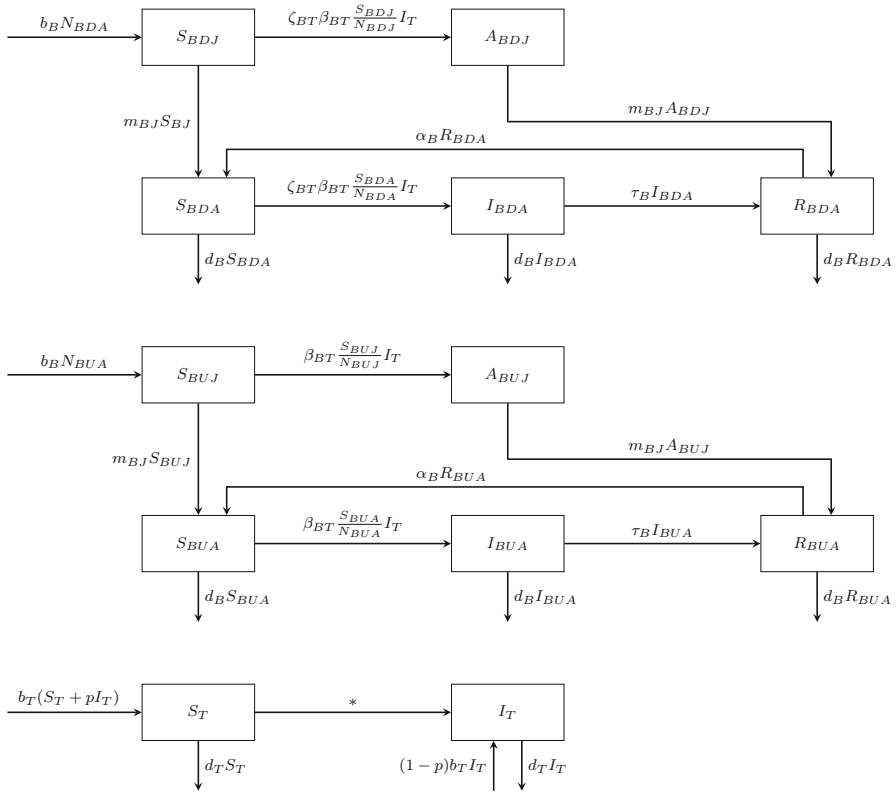 b_B N_{BDA} S_{BDJ} ζ_{BT} β_{BT} \frac{S_{BDJ}}{N_{BDJ}} I_T A_{BDJ}
m_{BJ} S_{BJ} m_{BJ} A_{BDJ}
α_B R_{BDA}
S_{BDA} ζ_{BT} β_{BT} \frac{S_{BDA}}{N_{BDA}} I_T I_{BDA} τ_B I_{BDA} R_{BDA}
d_B S_{BDA} d_B I_{BDA} d_B R_{BDA}
b_B N_{BUA} S_{BUJ} β_{BT} \frac{S_{BUJ}}{N_{BUJ}} I_T A_{BUJ}
m_{BJ} S_{BUJ} m_{BJ} A_{BUJ}
α_B R_{BUA}
S_{BUA} β_{BT} \frac{S_{BUA}}{N_{BUA}} I_T I_{BUA} τ_B I_{BUA} R_{BUA}
d_B S_{BUA} d_B I_{BUA} d_B R_{BUA}
b_T(S_T + pI_T) S_T * I_T
d_T S_T (1 − p)b_T I_T d_T I_T